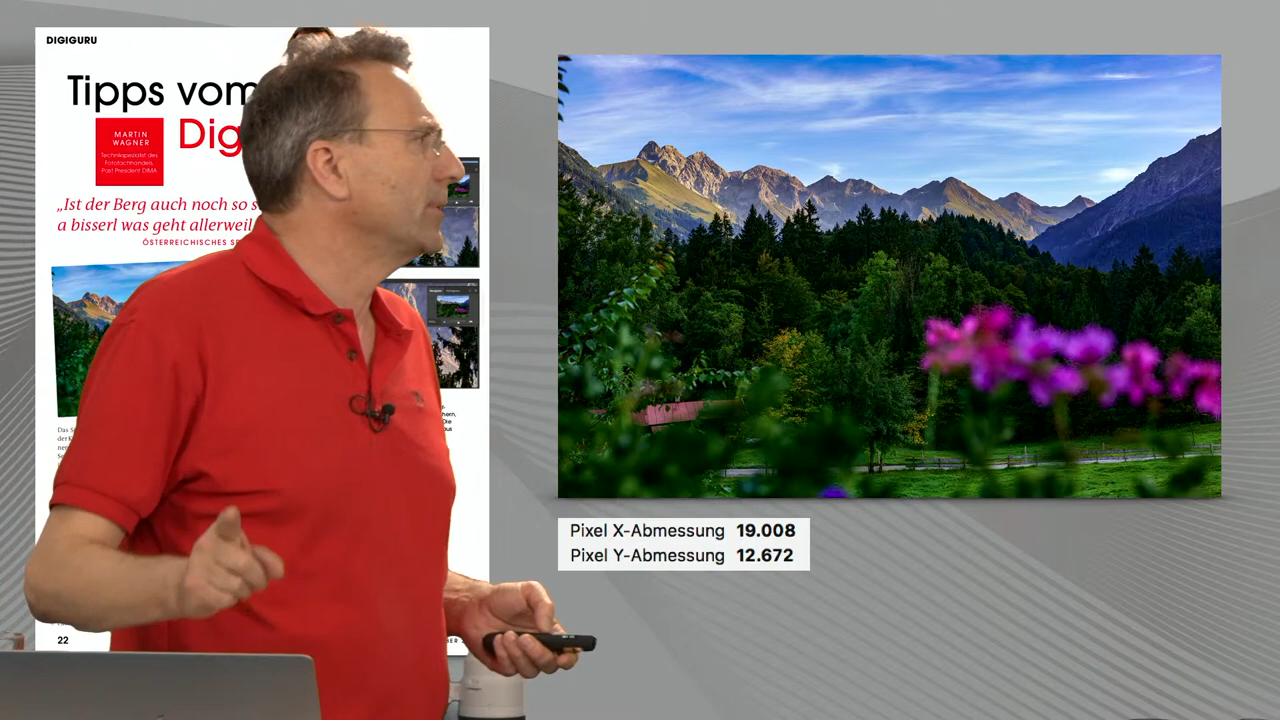 DIGIGURU
Tipps vom
Dig
MARTIN
WAGNER
Technikspezialist des
Fotofachhandels,
Past President DIMA
„Ist der Berg auch noch so s
a bisserl was geht allerweil
ÖSTERREICHISCHES
Pixel X-Abmessung 19.008
Pixel Y-Abmessung 12.672
22